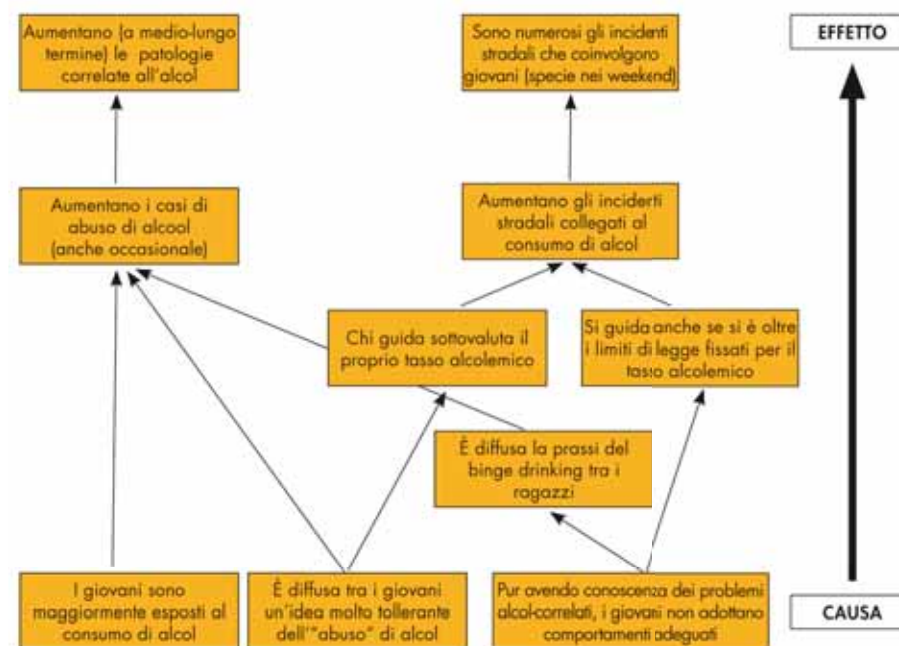 Aumentano (a medio-lungo
termine) le patologie
correlate all'alcol
Sono numerosi gli incidenti
stradali che coinvolgono
giovani (specie nei weekend)
EFFETTO
Aumentano i casi di
abuso di alcool
(anche occasionale)
Aumentano gli incidenti
stradali collegati al
consumo di alcol
Chi guida sottovaluta il
proprio tasso alcolemico
Si guida anche se si è oltre
i limiti di legge fissati per il
tasso alcolemico
È diffusa la prassi del
binge drinking tra i
ragazzi
I giovani sono
maggiormente esposti al
consumo di alcol
È diffusa tra i giovani
un'idea molto tollerante
dell'"abuso" di alcol
Pur avendo conoscenza dei problemi
alcol-correlati, i giovani non adottano
comportamenti adeguati
CAUSA